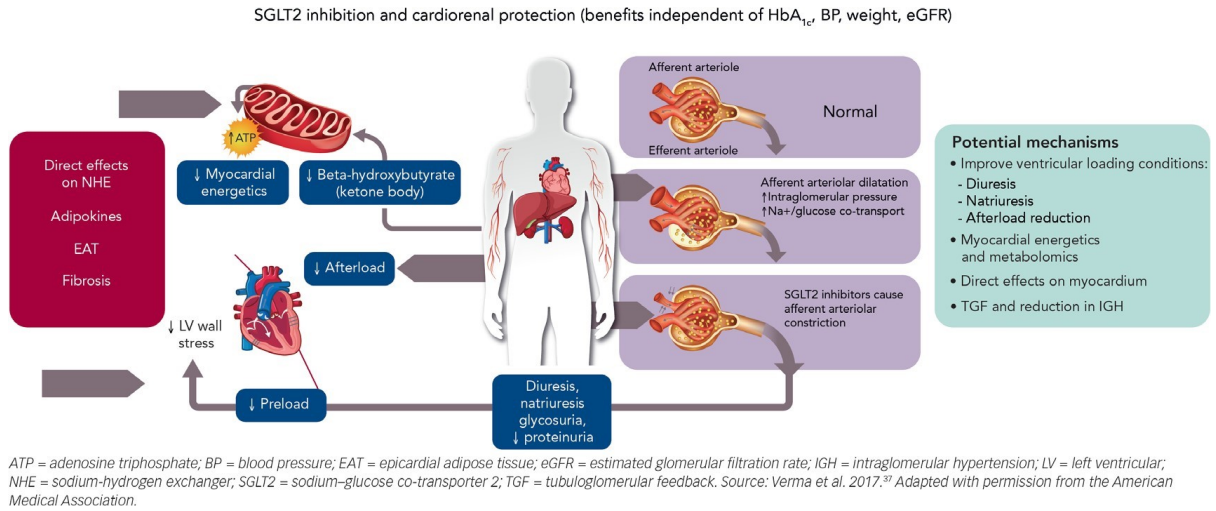 SGLT2 inhibition and cardiorenal protection (benefits independent of HbA1c, BP, weight, eGFR)
Direct effects
on NHE
Adipokines
EAT
Fibrosis
↑ATP
↓ Myocardial
energetics
↓ Beta-hydroxybutyrate
(ketone body)
↓ Afterload
↓ LV wall
stress
↓ Preload
Diuresis,
natriuresis
glycosuria,
↓ proteinuria
Afferent arteriole
Normal
Efferent arteriole
Afferent arteriolar dilatation
↑Intraglomerular pressure
↑Na+/glucose co-transport
SGLT2 inhibitors cause
afferent arteriolar
constriction
Potential mechanisms
• Improve ventricular loading conditions:
- Diuresis
- Natriuresis
- Afterload reduction
• Myocardial energetics
and metabolomics
• Direct effects on myocardium
• TGF and reduction in IGH
ATP = adenosine triphosphate; BP = blood pressure; EAT = epicardial adipose tissue; eGFR = estimated glomerular filtration rate; IGH = intraglomerular hypertension; LV = left ventricular;
NHE = sodium-hydrogen exchanger; SGLT2 = sodium–glucose co-transporter 2; TGF = tubuloglomerular feedback. Source: Verma et al. 2017.37 Adapted with permission from the American
Medical Association.